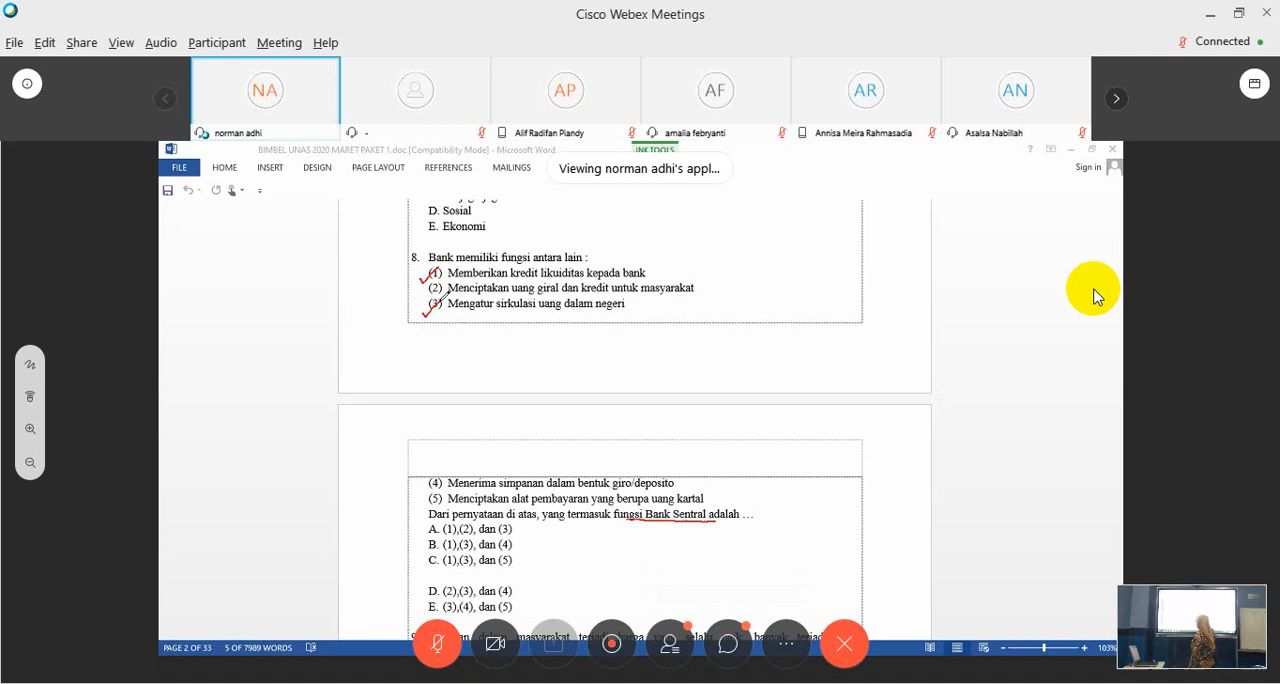 Cisco Webex Meetings
File Edit Share View Audio Participant Meeting Help
Connected
NA AP AF AR AN
norman adhi - Alif Radifan Piandy amalia febryanti Annisa Meira Rahmasadia Asalsa Nabillah
BIMBEL UNAS 2020 MARET PAKET 1.doc [Compatibility Mode] - Microsoft Word INK TOOLS ?
FILE HOME INSERT DESIGN PAGE LAYOUT REFERENCES MAILINGS Viewing norman adhi's appl... Sign in
D. Sosial
E. Ekonomi
8. Bank memiliki fungsi antara lain :
(1) Memberikan kredit likuiditas kepada bank
(2) Menciptakan uang giral dan kredit untuk masyarakat
(3) Mengatur sirkulasi uang dalam negeri
(4) Menerima simpanan dalam bentuk giro/deposito
(5) Menciptakan alat pembayaran yang berupa uang kartal
Dari pernyataan di atas, yang termasuk fungsi Bank Sentral adalah …
A. (1),(2), dan (3)
B. (1),(3), dan (4)
C. (1),(3), dan (5)
D. (2),(3), dan (4)
E. (3),(4), dan (5)
masyarakat
PAGE 2 OF 33 5 OF 7989 WORDS 103%